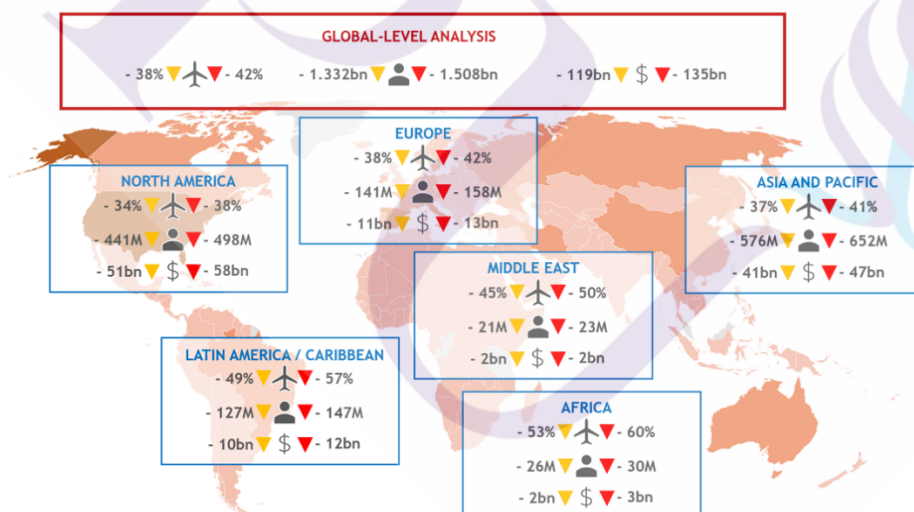 GLOBAL-LEVEL ANALYSIS
- 38% - 42% - 1.332bn - 1.508bn - 119bn $ - 135bn
EUROPE
- 38% - 42%
- 141M - 158M
- 11bn $ - 13bn
NORTH AMERICA
- 34% - 38%
- 441M - 498M
- 51bn $ - 58bn
ASIA AND PACIFIC
- 37% - 41%
- 576M - 652M
- 41bn $ - 47bn
MIDDLE EAST
- 45% - 50%
- 21M - 23M
- 2bn $ - 2bn
LATIN AMERICA / CARIBBEAN
- 49% - 57%
- 127M - 147M
- 10bn $ - 12bn
AFRICA
- 53% - 60%
- 26M - 30M
- 2bn $ - 3bn